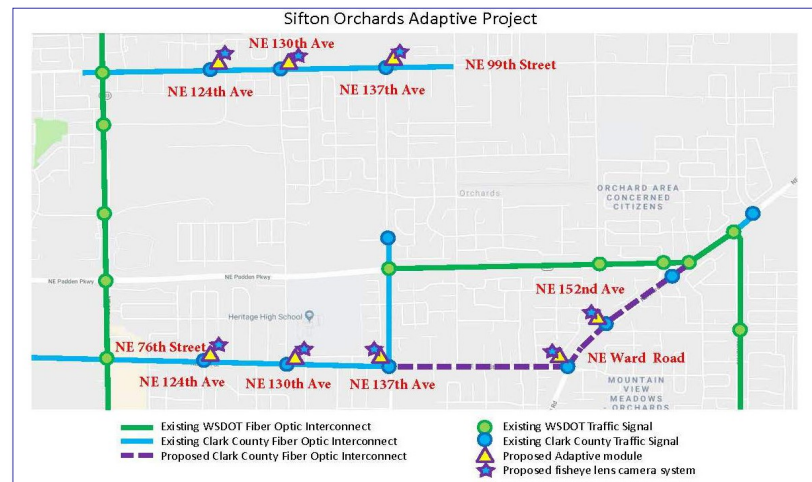 Sifton Orchards Adaptive Project
NE 130th Ave
NE 99th Street
NE 124th Ave
NE 137th Ave
Orchards
ORCHARD AREA
CONCERNED
CITIZENS
NE Padden Pkwy
NE Padden Pkwy
NE 152nd Ave
Heritage High School
NE 76th Street
NE 124th Ave
NE 130th Ave
NE 137th Ave
NE Ward Road
MOUNTAIN
VIEW
MEADOWS
- ORCHARDS
Existing WSDOT Fiber Optic Interconnect
Existing Clark County Fiber Optic Interconnect
Proposed Clark County Fiber Optic Interconnect
Existing WSDOT Traffic Signal
Existing Clark County Traffic Signal
Proposed Adaptive module
Proposed fisheye lens camera system